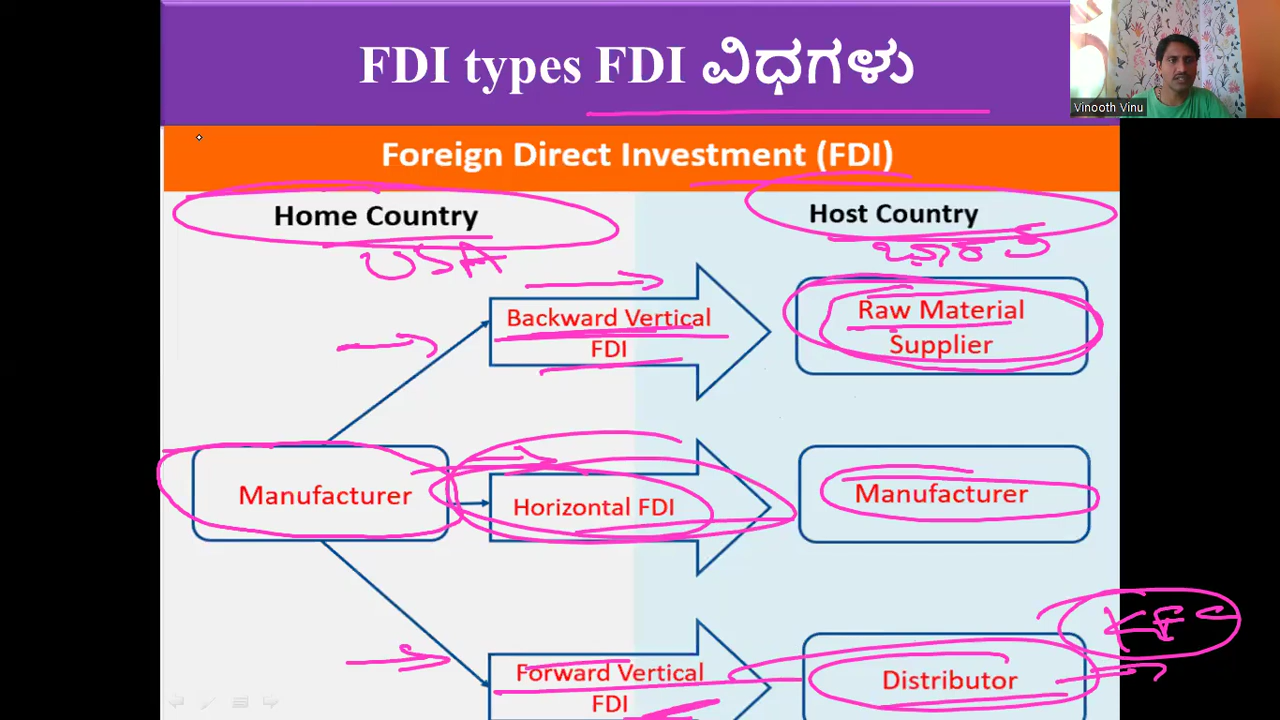 FDI types FDI ವಿಧಗಳು
Vinooth Vinu
Foreign Direct Investment (FDI)
Home Country
Host Country
USA
ಭಾರತ
Backward Vertical
FDI
Raw Material
Supplier
Manufacturer
Horizontal FDI
Manufacturer
KFC
Forward Vertical
FDI
Distributor